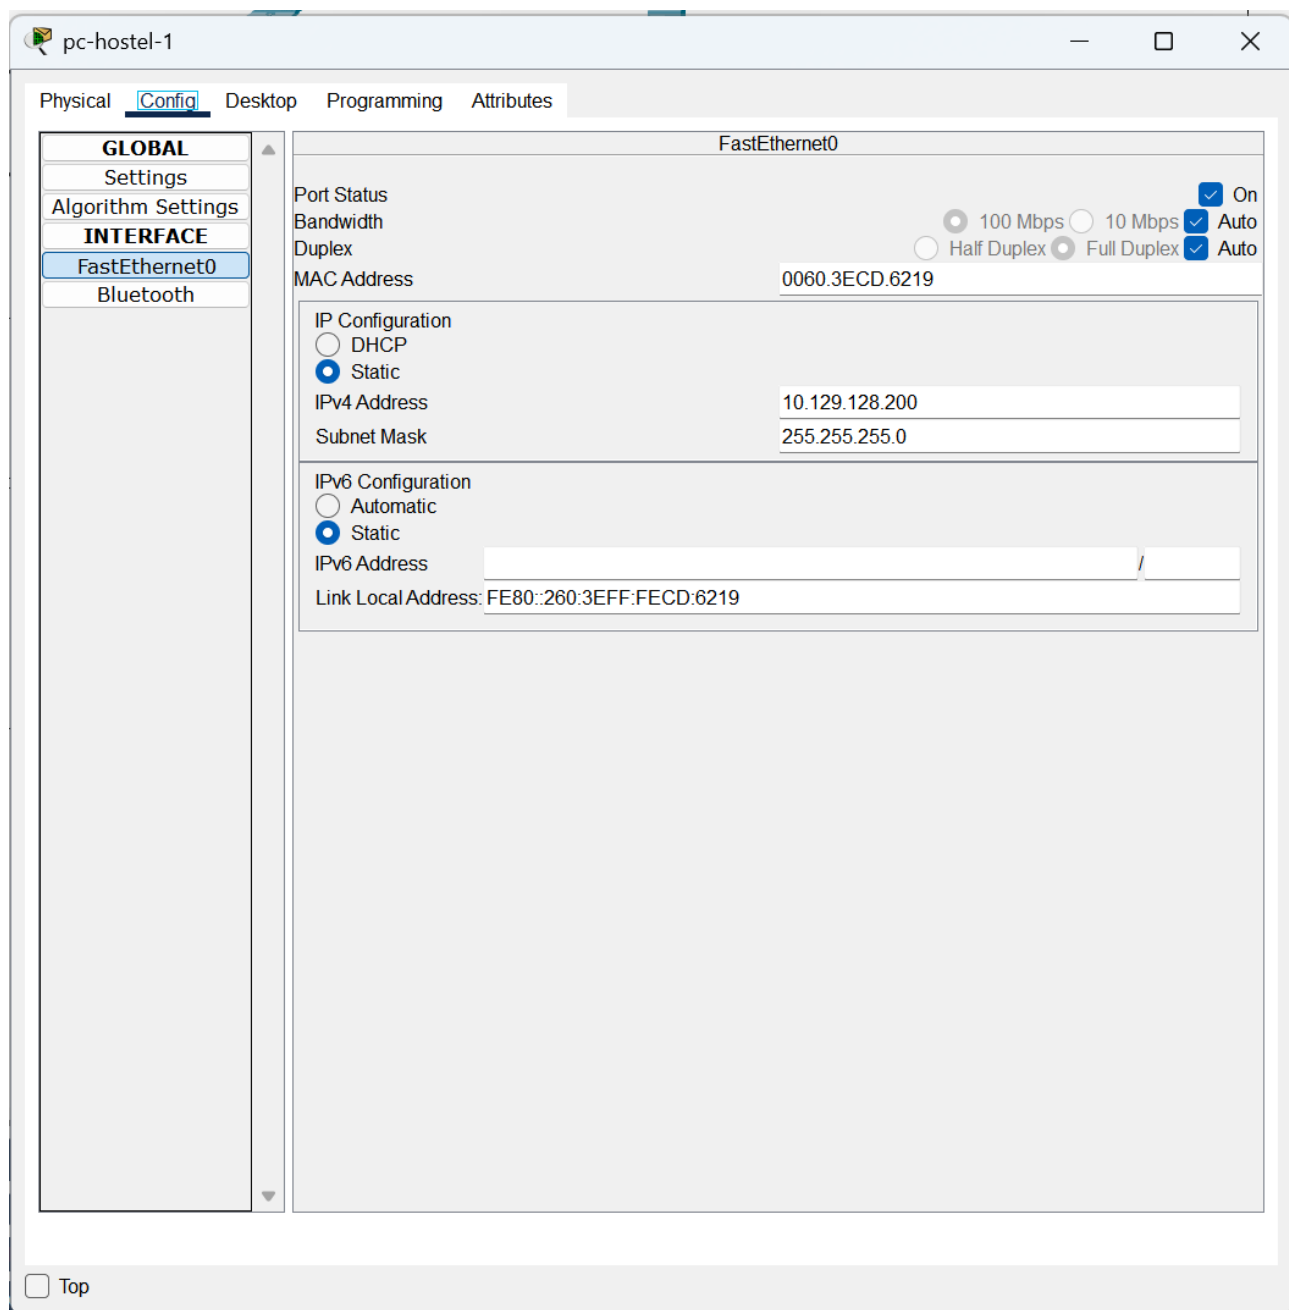 pc-hostel-1
Physical Config Desktop Programming Attributes
GLOBAL
Settings
Algorithm Settings
INTERFACE
FastEthernet0
Bluetooth
FastEthernet0
Port Status On
Bandwidth 100 Mbps 10 Mbps Auto
Duplex Half Duplex Full Duplex Auto
MAC Address 0060.3ECD.6219
IP Configuration
DHCP
Static
IPv4 Address 10.129.128.200
Subnet Mask 255.255.255.0
IPv6 Configuration
Automatic
Static
IPv6 Address /
Link Local Address: FE80::260:3EFF:FECD:6219
Top